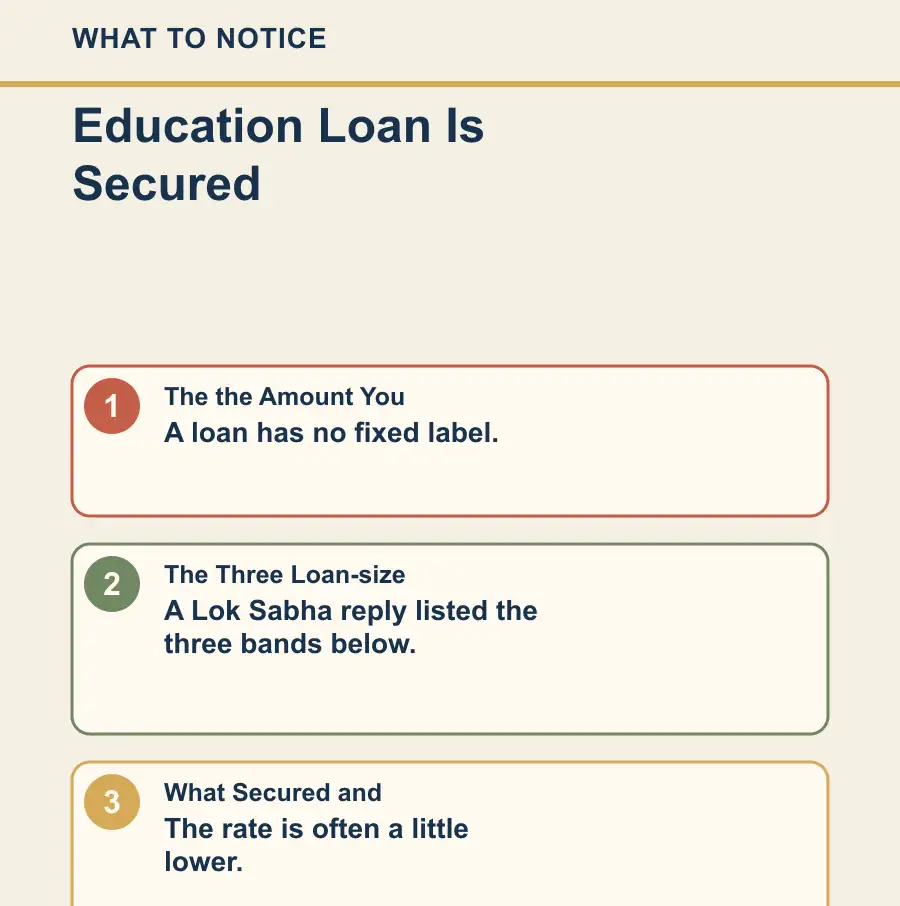 WHAT TO NOTICE
Education Loan Is
Secured
1
The the Amount You
A loan has no fixed label.
2
The Three Loan-size
A Lok Sabha reply listed the
three bands below.
3
What Secured and
The rate is often a little
lower.